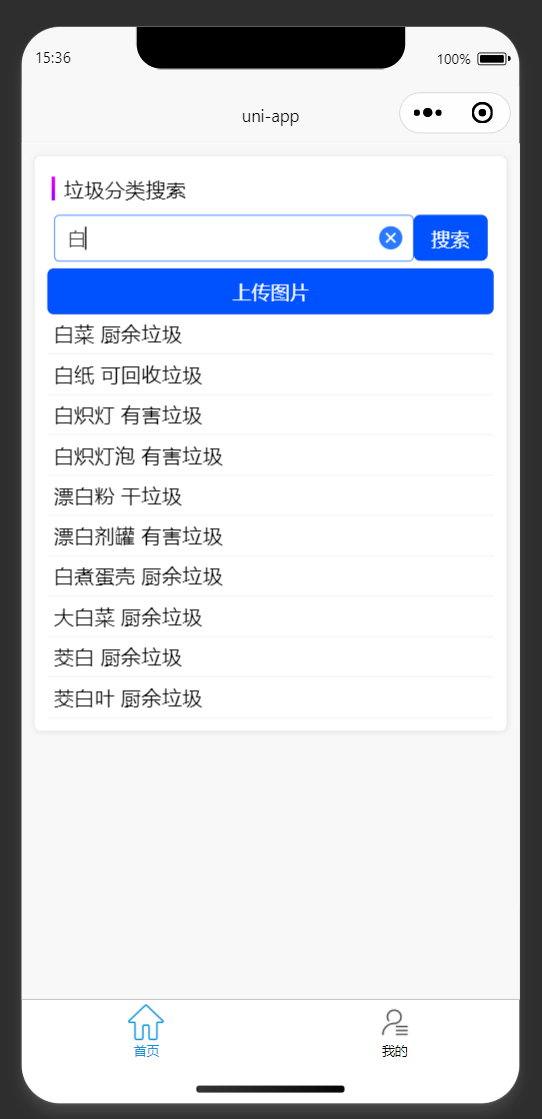 15:36
100%
uni-app
垃圾分类搜索
白
搜索
上传图片
白菜 厨余垃圾
白纸 可回收垃圾
白炽灯 有害垃圾
白炽灯泡 有害垃圾
漂白粉 干垃圾
漂白剂罐 有害垃圾
白煮蛋壳 厨余垃圾
大白菜 厨余垃圾
茭白 厨余垃圾
茭白叶 厨余垃圾
首页
我的